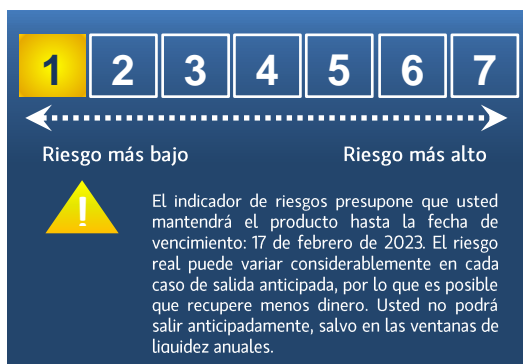 1 2 3 4 5 6 7
Riesgo más bajo Riesgo más alto
!
El indicador de riesgos presupone que usted
mantendrá el producto hasta la fecha de
vencimiento: 17 de febrero de 2023. El riesgo
real puede variar considerablemente en cada
caso de salida anticipada, por lo que es posible
que recupere menos dinero. Usted no podrá
salir anticipadamente, salvo en las ventanas de
liquidez anuales.